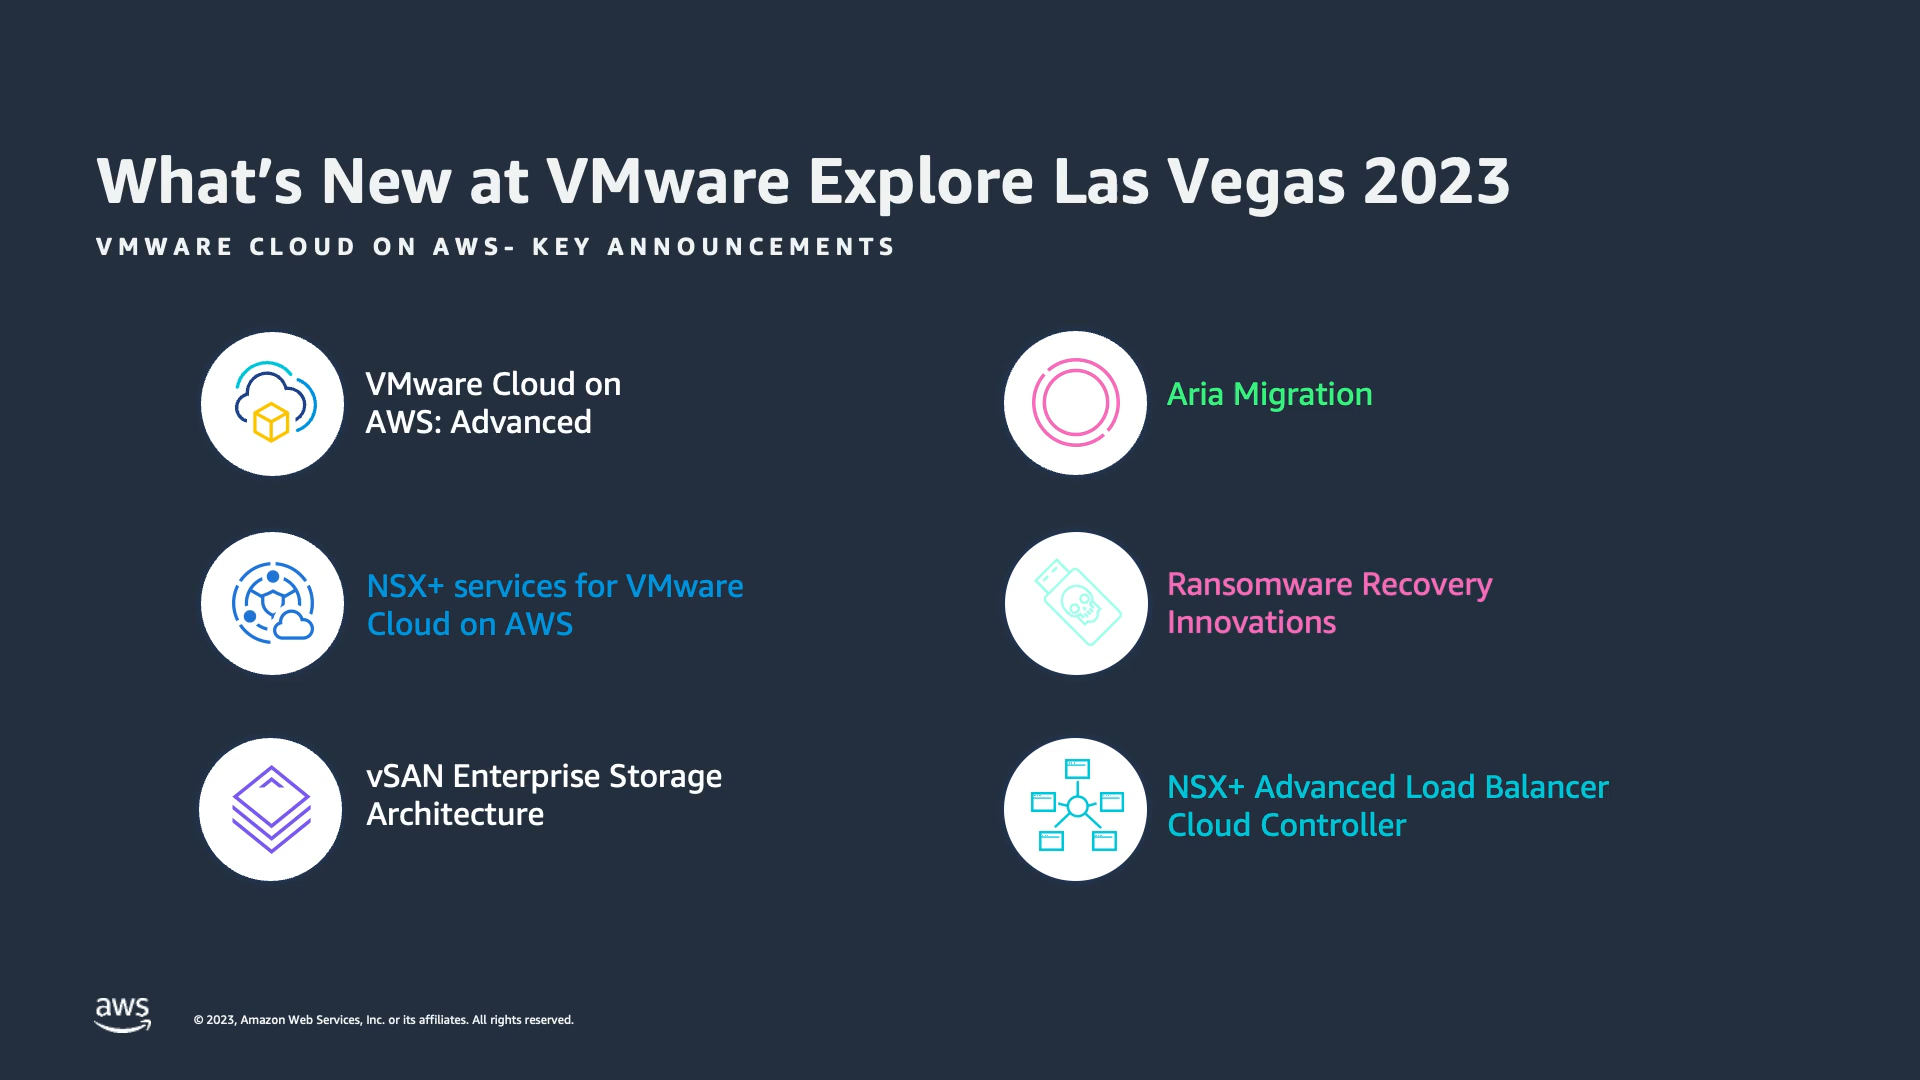 What’s New at VMware Explore Las Vegas 2023
VMWARE CLOUD ON AWS- KEY ANNOUNCEMENTS
VMware Cloud on
AWS: Advanced
NSX+ services for VMware
Cloud on AWS
vSAN Enterprise Storage
Architecture
Aria Migration
Ransomware Recovery
Innovations
NSX+ Advanced Load Balancer
Cloud Controller
aws
© 2023, Amazon Web Services, Inc. or its affiliates. All rights reserved.